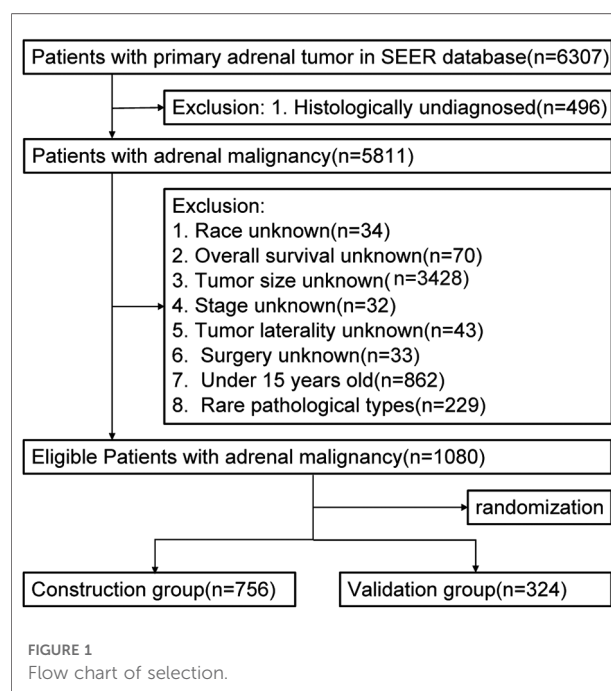 Patients with primary adrenal tumor in SEER database(n=6307)
Exclusion: 1. Histologically undiagnosed(n=496)
Patients with adrenal malignancy(n=5811)
Exclusion:
1. Race unknown(n=34)
2. Overall survival unknown(n=70)
3. Tumor size unknown(n=3428)
4. Stage unknown(n=32)
5. Tumor laterality unknown(n=43)
6. Surgery unknown(n=33)
7. Under 15 years old(n=862)
8. Rare pathological types(n=229)
Eligible Patients with adrenal malignancy(n=1080)
randomization
Construction group(n=756)
Validation group(n=324)
FIGURE 1
Flow chart of selection.